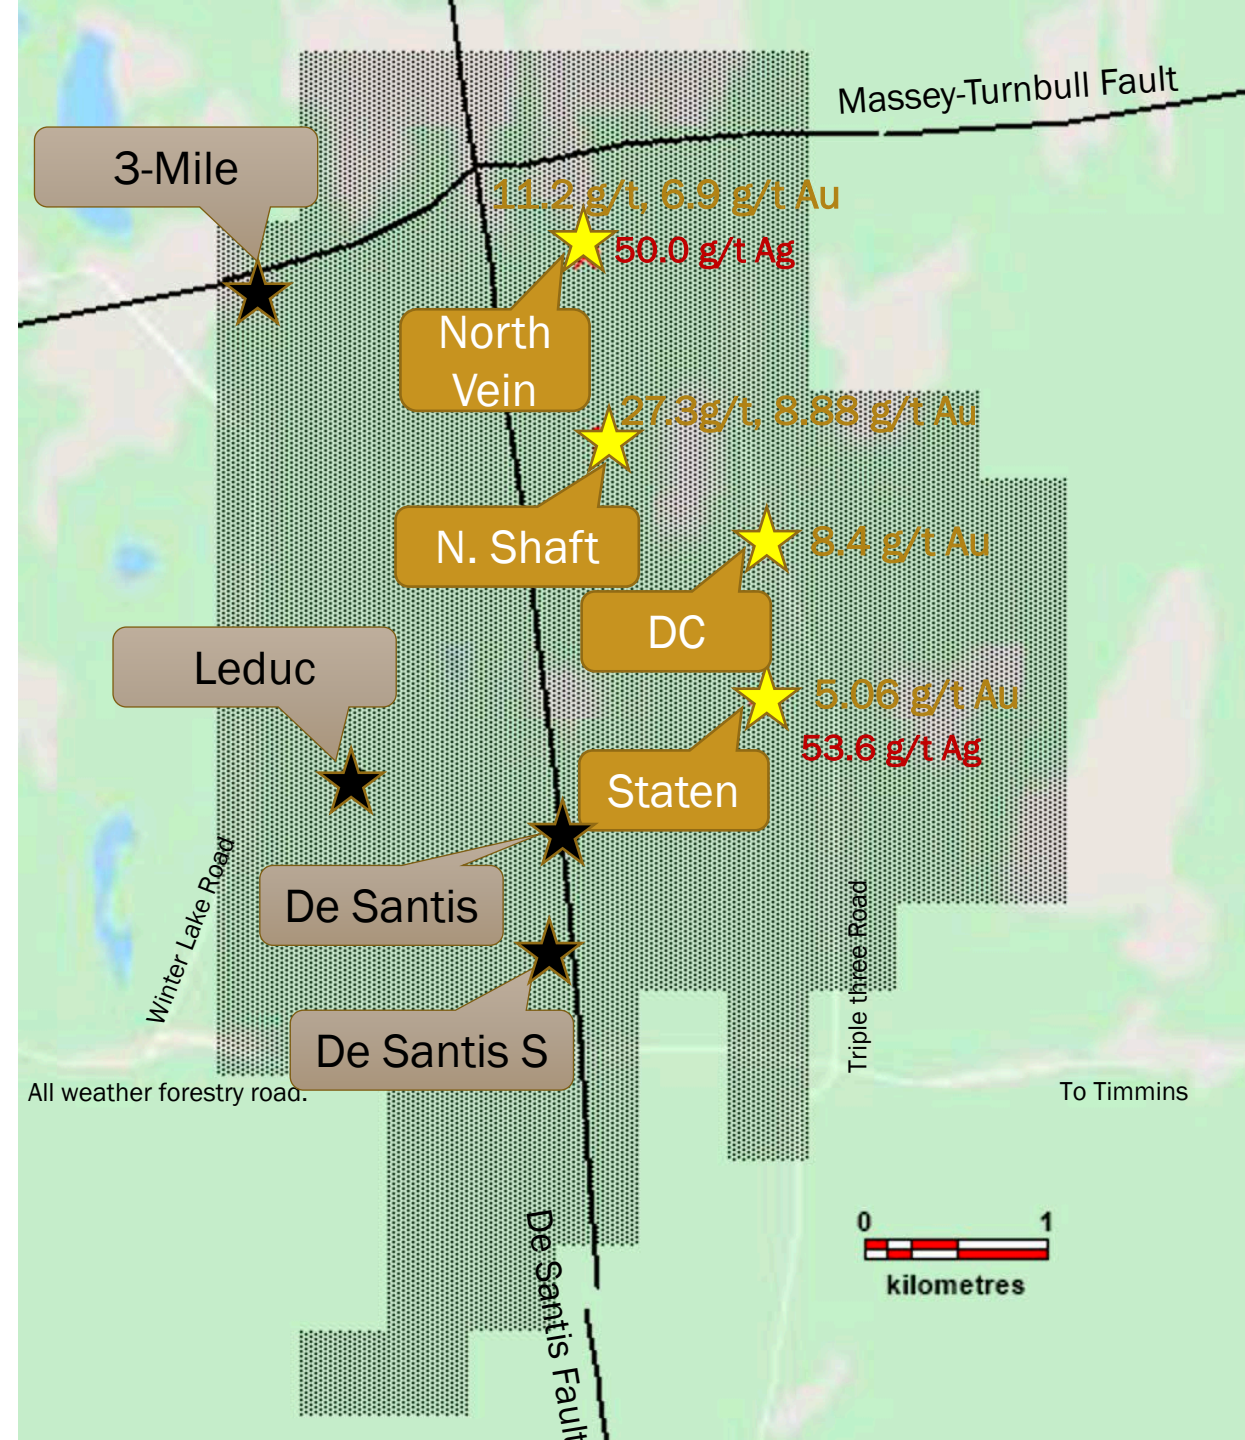 Massey-Turnbull Fault
3-Mile
11.2 g/t, 6.9 g/t Au
50.0 g/t Ag
North
Vein
27.3g/t, 8.88 g/t Au
N. Shaft
8.4 g/t Au
DC
Leduc
5.06 g/t Au
53.6 g/t Ag
Staten
De Santis
Winter Lake Road
Triple three Road
De Santis S
All weather forestry road.
To Timmins
0 1
kilometres
De Santis Fault